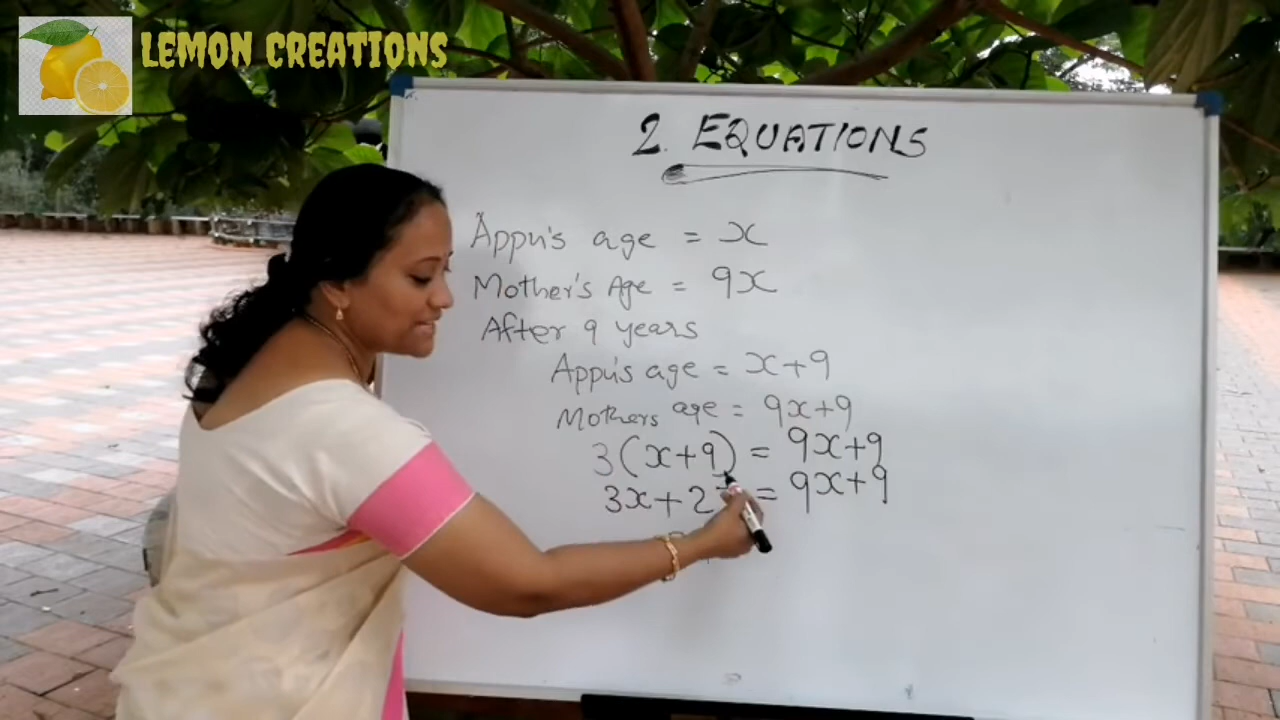 LEMON CREATIONS
2. EQUATIONS
Appu's age = x
Mother's Age = 9x
After 9 years
Appu's age = x+9
Mothers age = 9x+9
3(x+9) = 9x+9
3x+2 = 9x+9